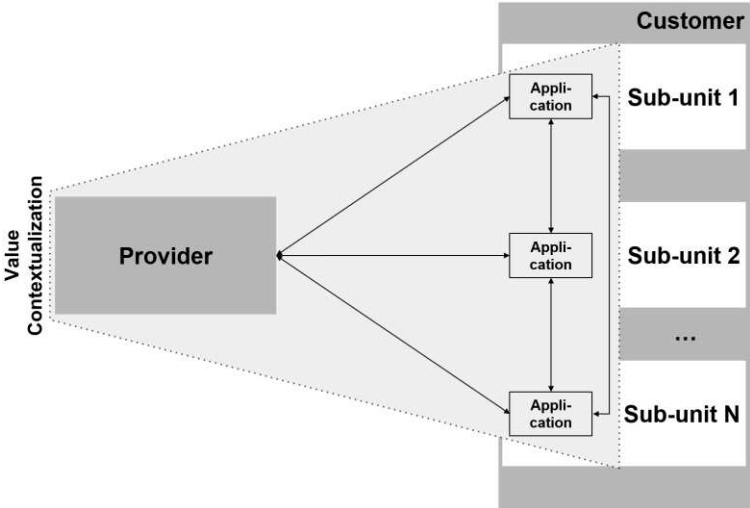 Customer
Appli-
cation
Sub-unit 1
Value
Contextualization
Provider
Appli-
cation
Sub-unit 2
...
Appli-
cation
Sub-unit N